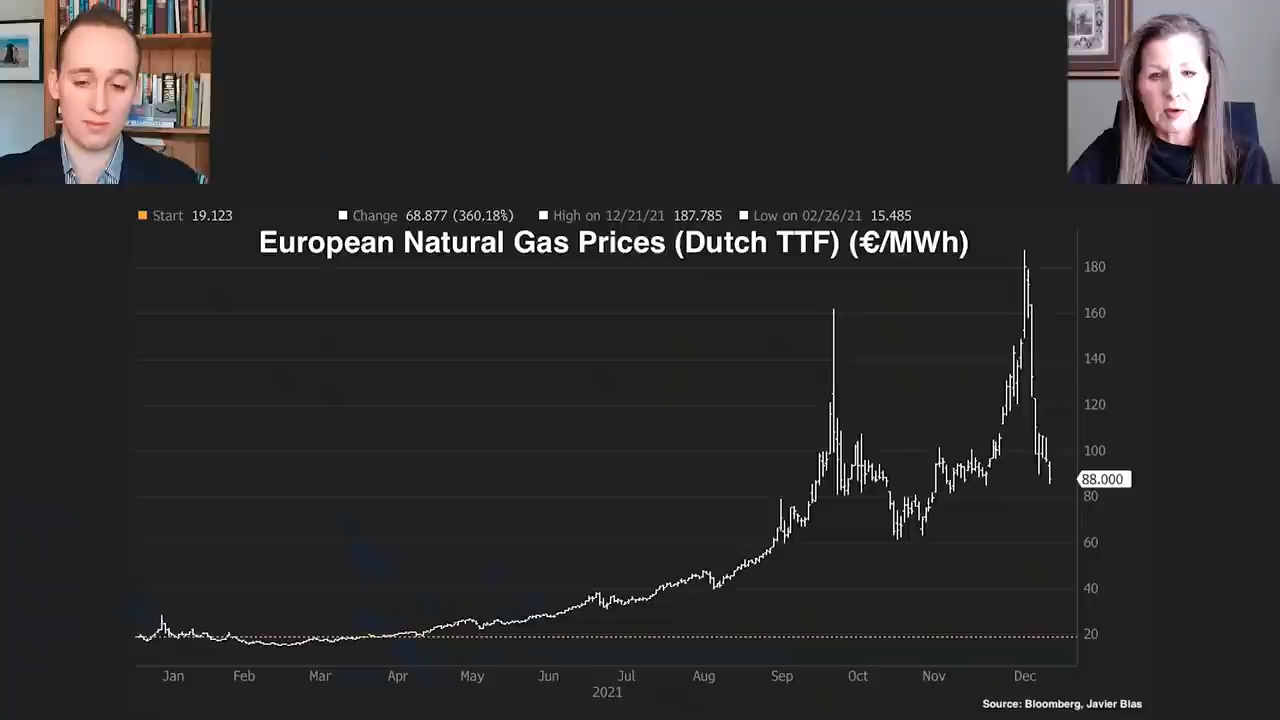 Start 19.123 Change 68.877 (360.18%) High on 12/21/21 187.785 Low on 02/26/21 15.485
European Natural Gas Prices (Dutch TTF) (€/MWh)
180
160
140
120
100
88.000
80
60
40
20
Jan Feb Mar Apr May Jun Jul Aug Sep Oct Nov Dec
2021
Source: Bloomberg, Javier Blas